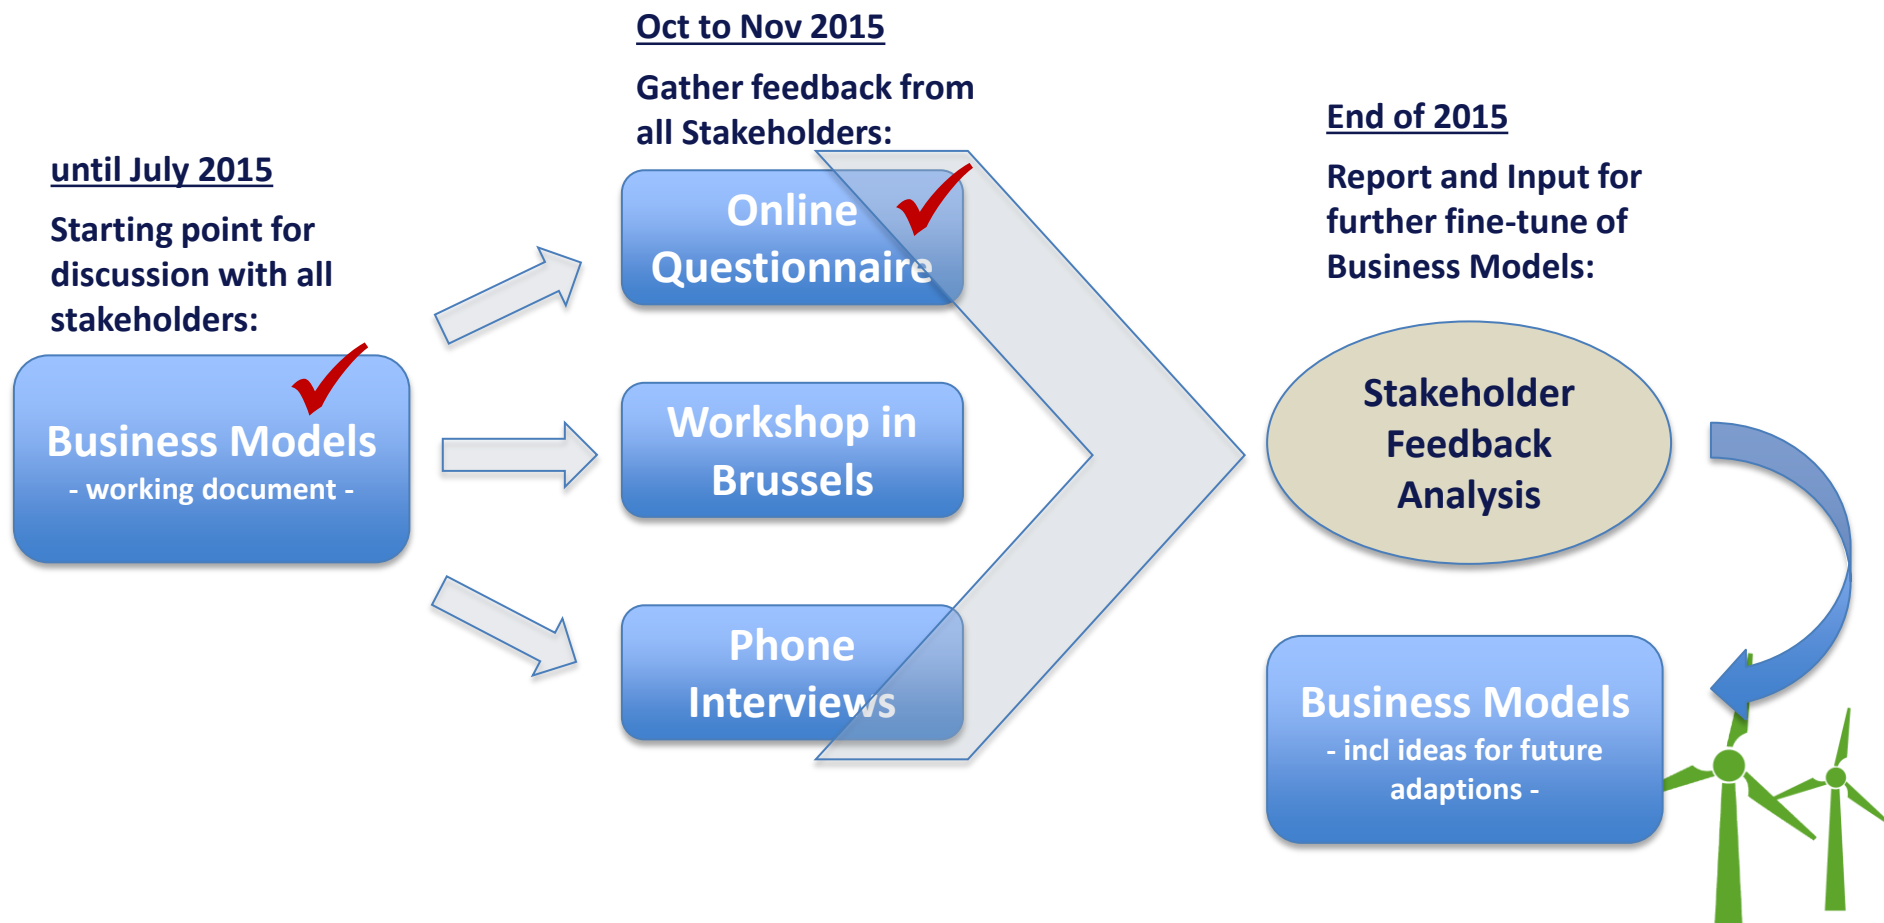 until July 2015
Starting point for
discussion with all
stakeholders:
Business Models
- working document -
Oct to Nov 2015
Gather feedback from
all Stakeholders:
Online
Questionnaire
Workshop in
Brussels
Phone
Interviews
End of 2015
Report and Input for
further fine-tune of
Business Models:
Stakeholder
Feedback
Analysis
Business Models
- incl ideas for future
adaptions -